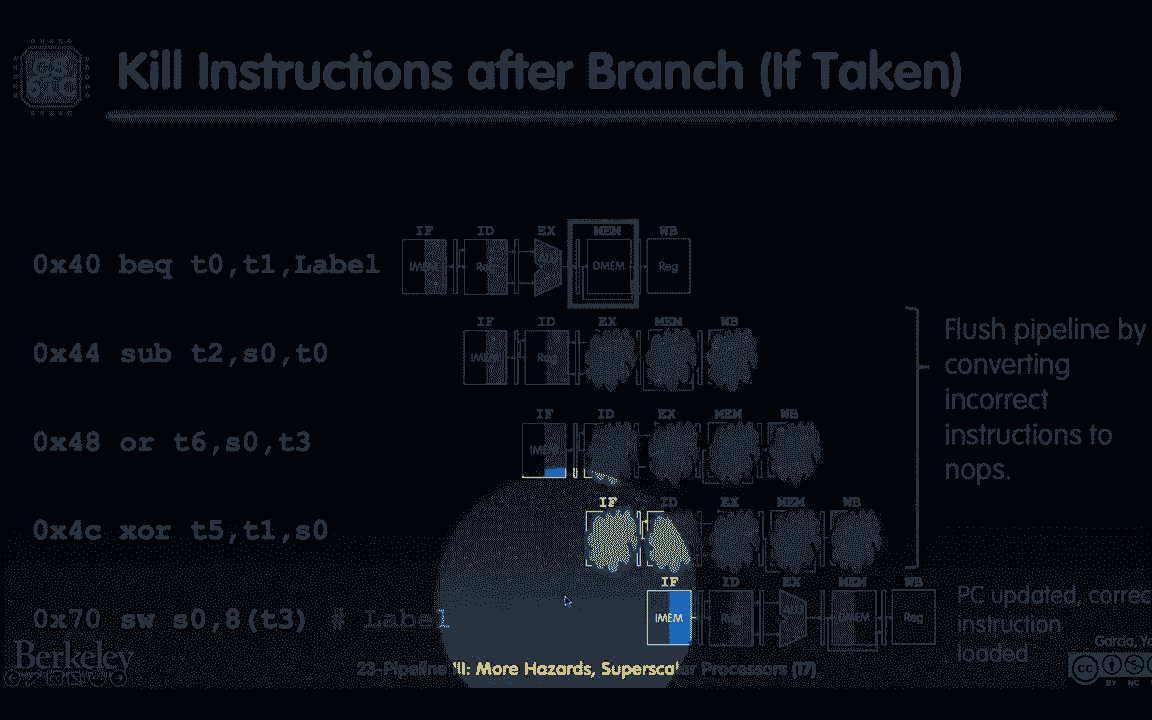 CS 61C
Kill Instructions after Branch (If Taken)
IF ID EX MEM WB
0x40 beq t0,t1,Label IMEM Reg ALU DMEM Reg
IF ID EX MEM WB
0x44 sub t2,s0,t0 IMEM Reg
IF ID EX MEM WB
0x48 or t6,s0,t3 IMEM
IF ID EX MEM WB
0x4c xor t5,t1,s0
Flush pipeline by
converting
incorrect
instructions to
nops.
IF ID EX MEM WB
0x70 sw s0,8(t3) # Label IMEM Reg ALU DMEM Reg
PC updated, correc
instruction
loaded
Berkeley
23-Pipeline III: More Hazards, Superscalar Processors (17)
Garcia, Yo
cc
BY NC